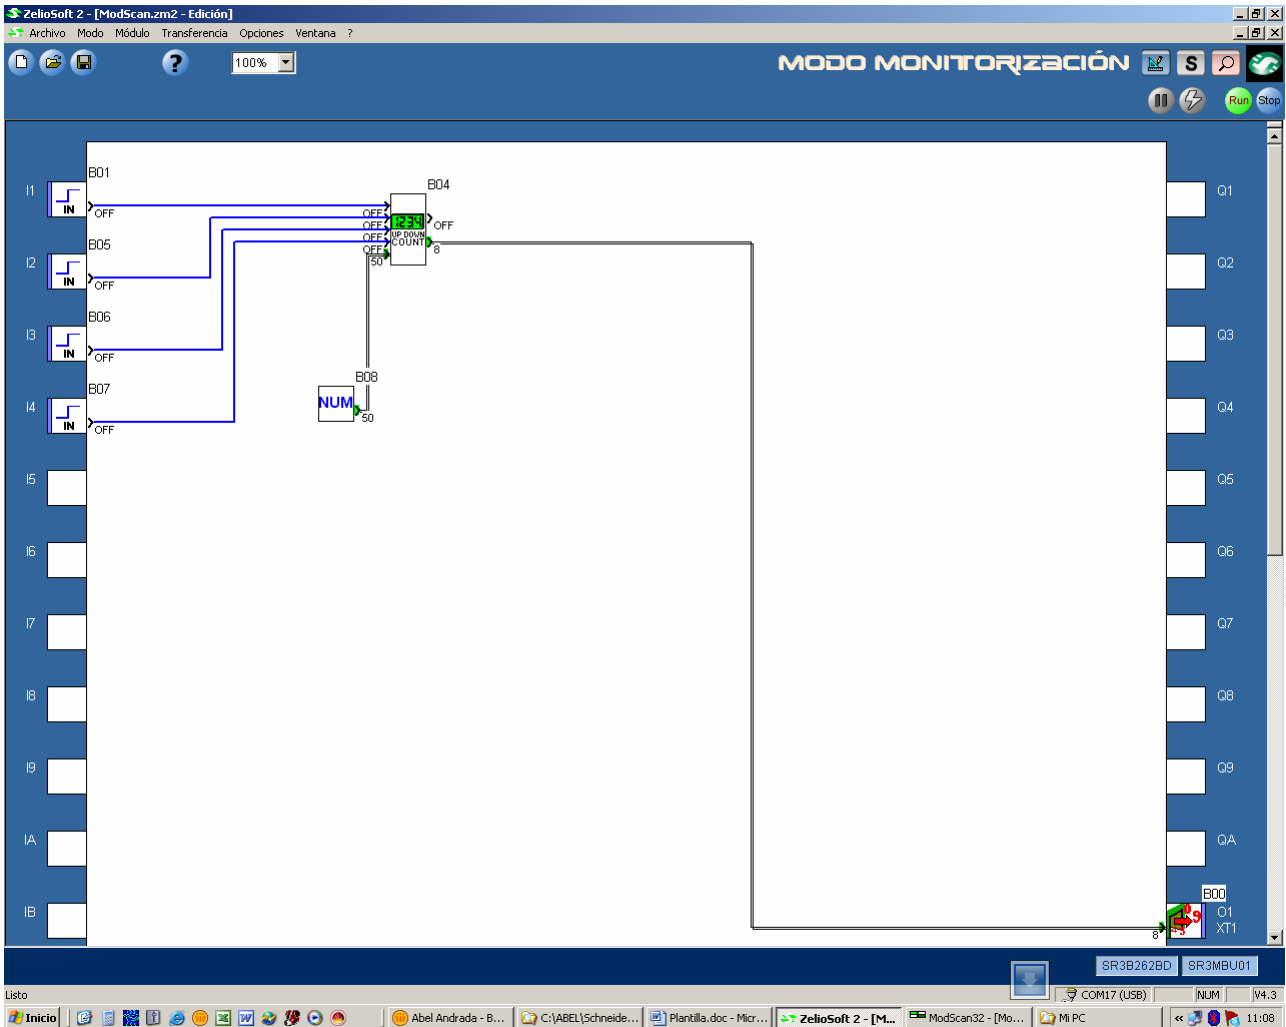 ZelioSoft 2 - [ModScan.zm2 - Edición]
Archivo Modo Módulo Transferencia Opciones Ventana ?
100%
MODO MONITORIZACIÓN
S
Run Stop
B01
B04
I1
IN
OFF
OFF
1234
OFF
Q1
OFF
UP DOWN
OFF
COUNT
8
OFF
50
B05
I2
IN
OFF
Q2
B06
I3
IN
OFF
Q3
B08
NUM
50
B07
I4
IN
OFF
Q4
I5
Q5
I6
Q6
I7
Q7
I8
Q8
I9
Q9
IA
QA
B00
IB
O1
XT1
8
SR3B262BD SR3MBU01
Listo
COM17 (USB)
NUM
V4.3
Inicio
Abel Andrada - B...
C:\ABEL\Schneide...
Plantilla.doc - Micr...
ZelioSoft 2 - [M...
ModScan32 - [Mo...
Mi PC
11:08